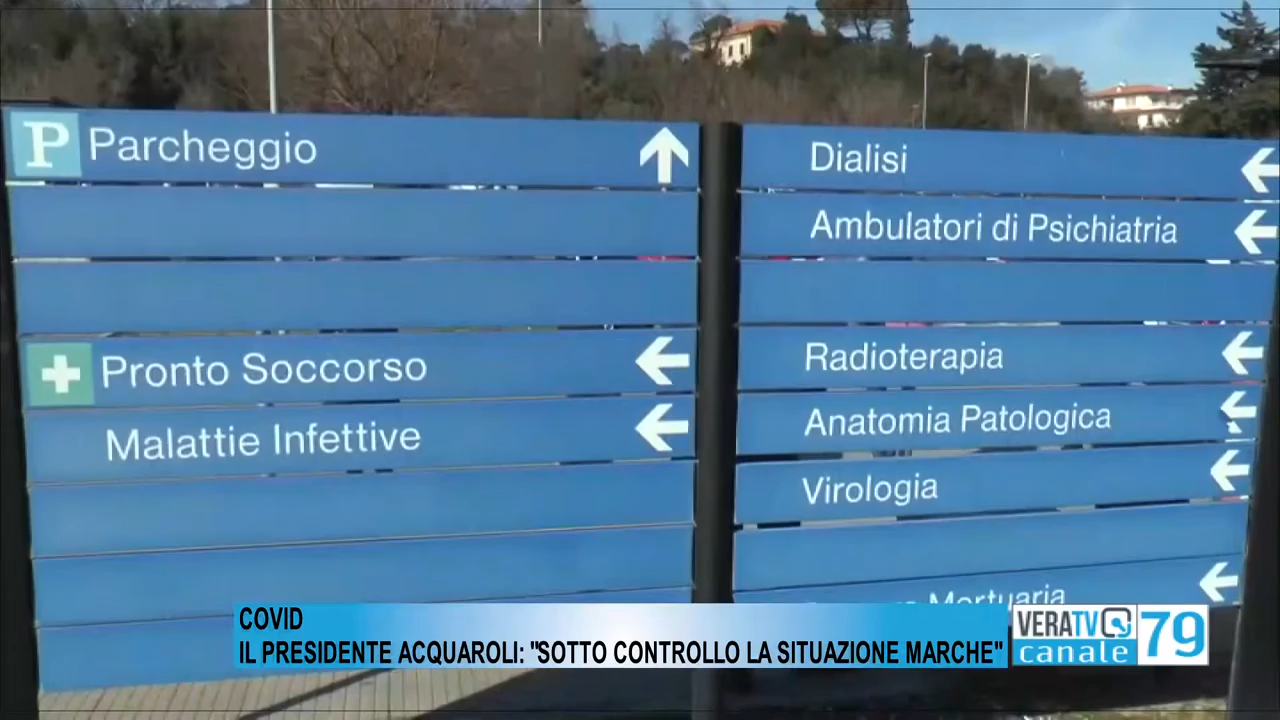 P Parcheggio
Pronto Soccorso
Malattie Infettive
Dialisi
Ambulatori di Psichiatria
Radioterapia
Anatomia Patologica
Virologia
Mortuaria
COVID
IL PRESIDENTE ACQUAROLI: "SOTTO CONTROLLO LA SITUAZIONE MARCHE"
VERATV
canale 79